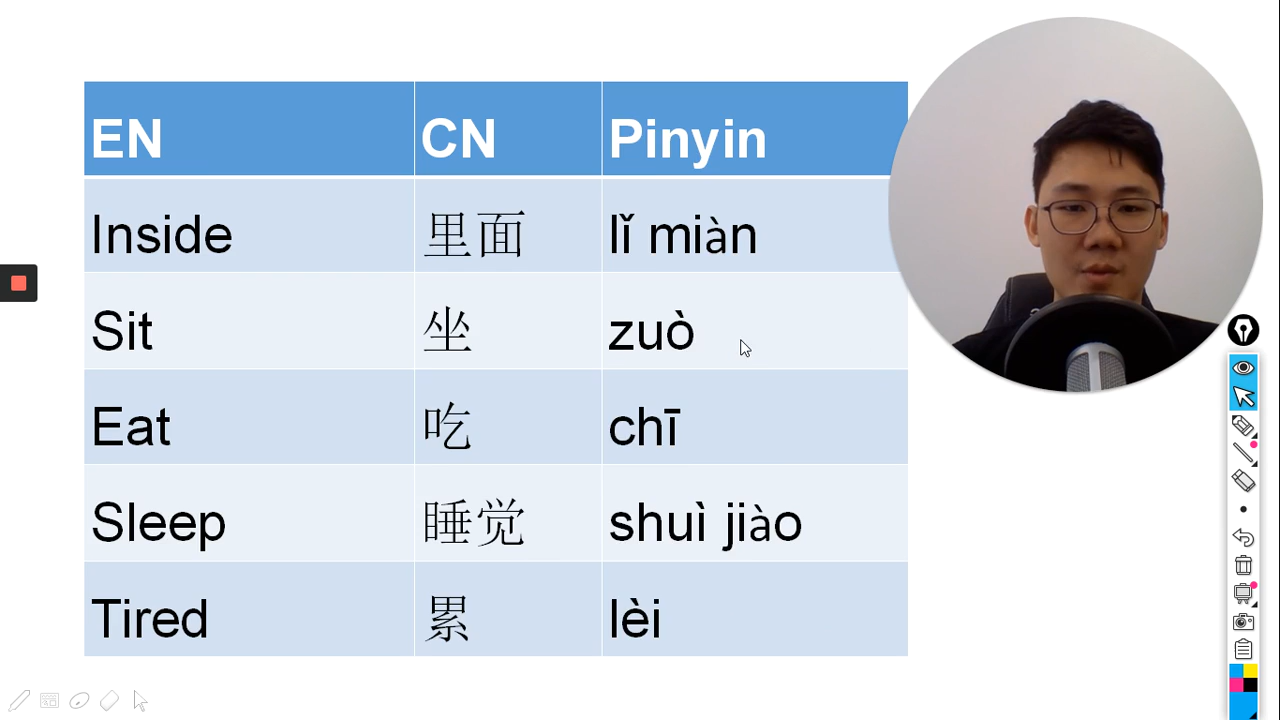 EN CN Pinyin
Inside 里面 lǐ miàn
Sit 坐 zuò
Eat 吃 chī
Sleep 睡觉 shuì jiào
Tired 累 lèi